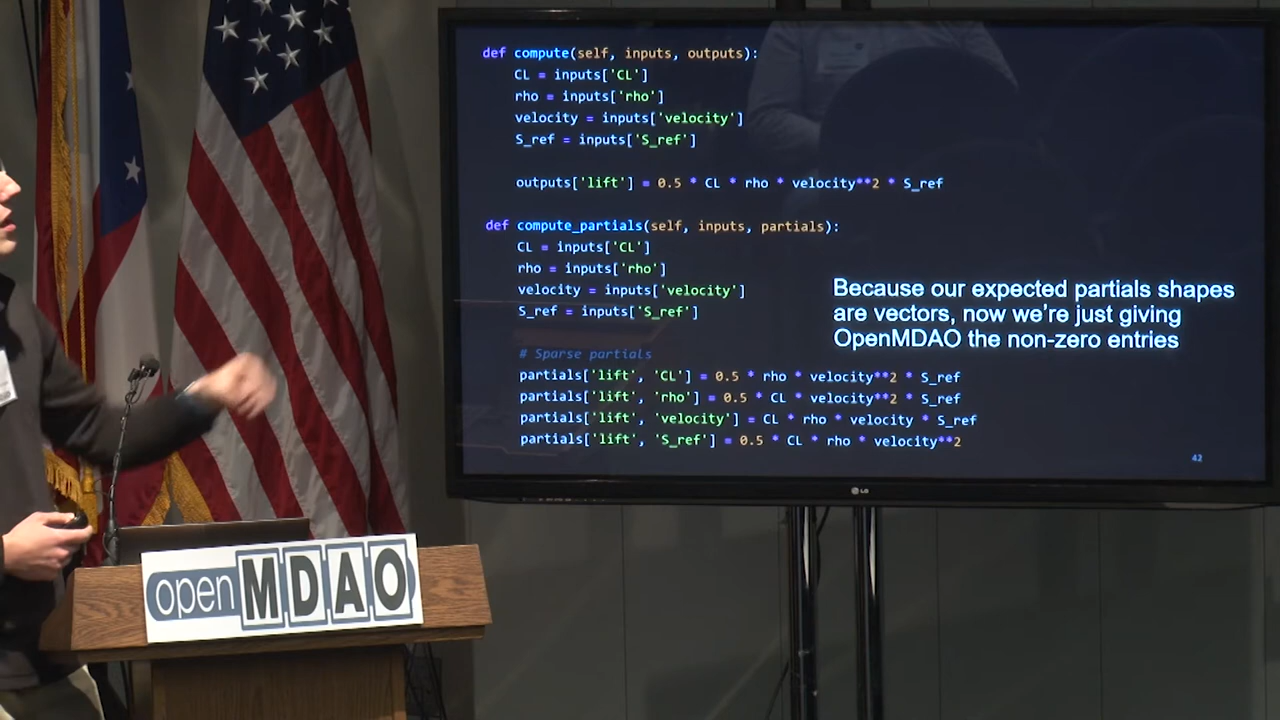 def compute(self, inputs, outputs):
CL = inputs['CL']
rho = inputs['rho']
velocity = inputs['velocity']
S_ref = inputs['S_ref']
outputs['lift'] = 0.5 * CL * rho * velocity**2 * S_ref
def compute_partials(self, inputs, partials):
CL = inputs['CL']
rho = inputs['rho']
velocity = inputs['velocity']
S_ref = inputs['S_ref']
# Sparse partials
partials['lift', 'CL'] = 0.5 * rho * velocity**2 * S_ref
partials['lift', 'rho'] = 0.5 * CL * velocity**2 * S_ref
partials['lift', 'velocity'] = CL * rho * velocity * S_ref
partials['lift', 'S_ref'] = 0.5 * CL * rho * velocity**2
Because our expected partials shapes
are vectors, now we're just giving
OpenMDAO the non-zero entries
42
LG
openMDAO